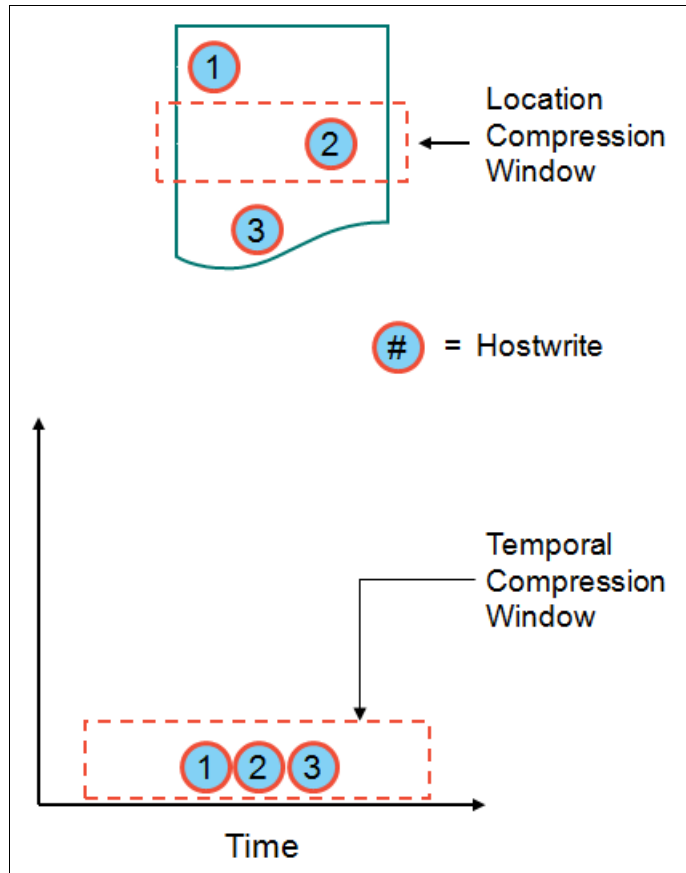 1
Location
Compression
Window
2
3
# = Hostwrite
Temporal
Compression
Window
1 2 3
Time